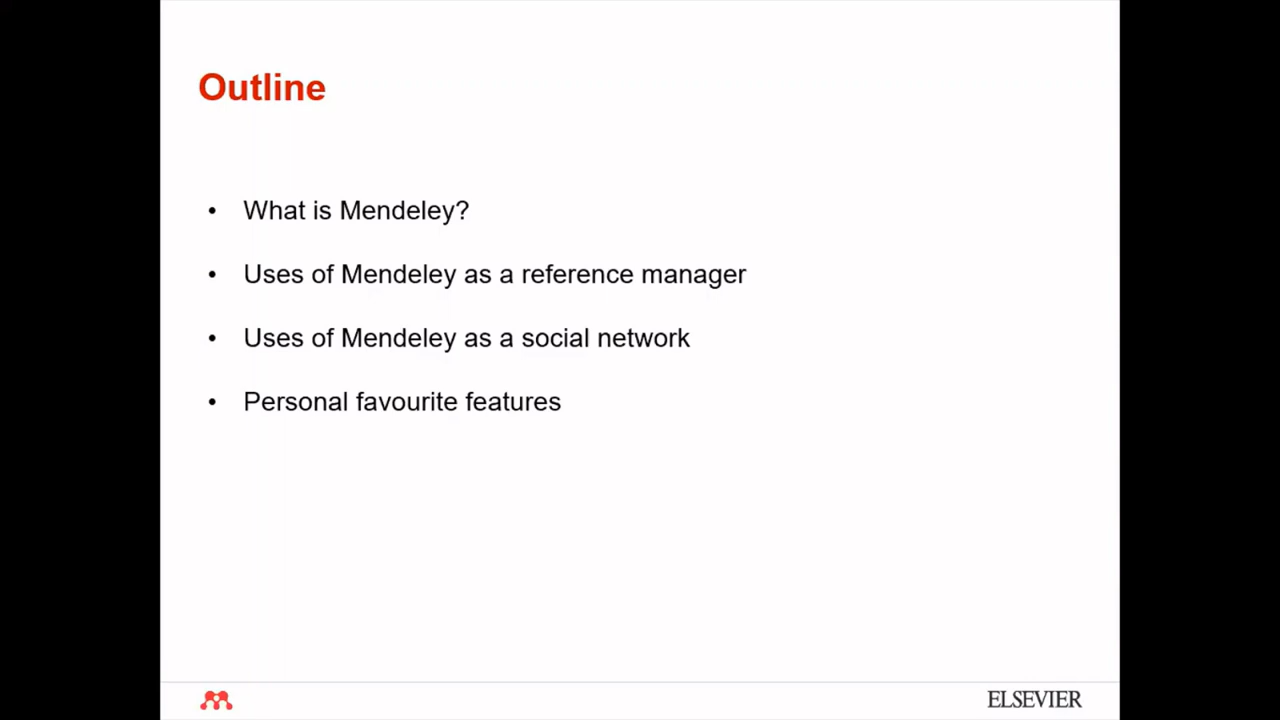 Outline
• What is Mendeley?
• Uses of Mendeley as a reference manager
• Uses of Mendeley as a social network
• Personal favourite features
ELSEVIER